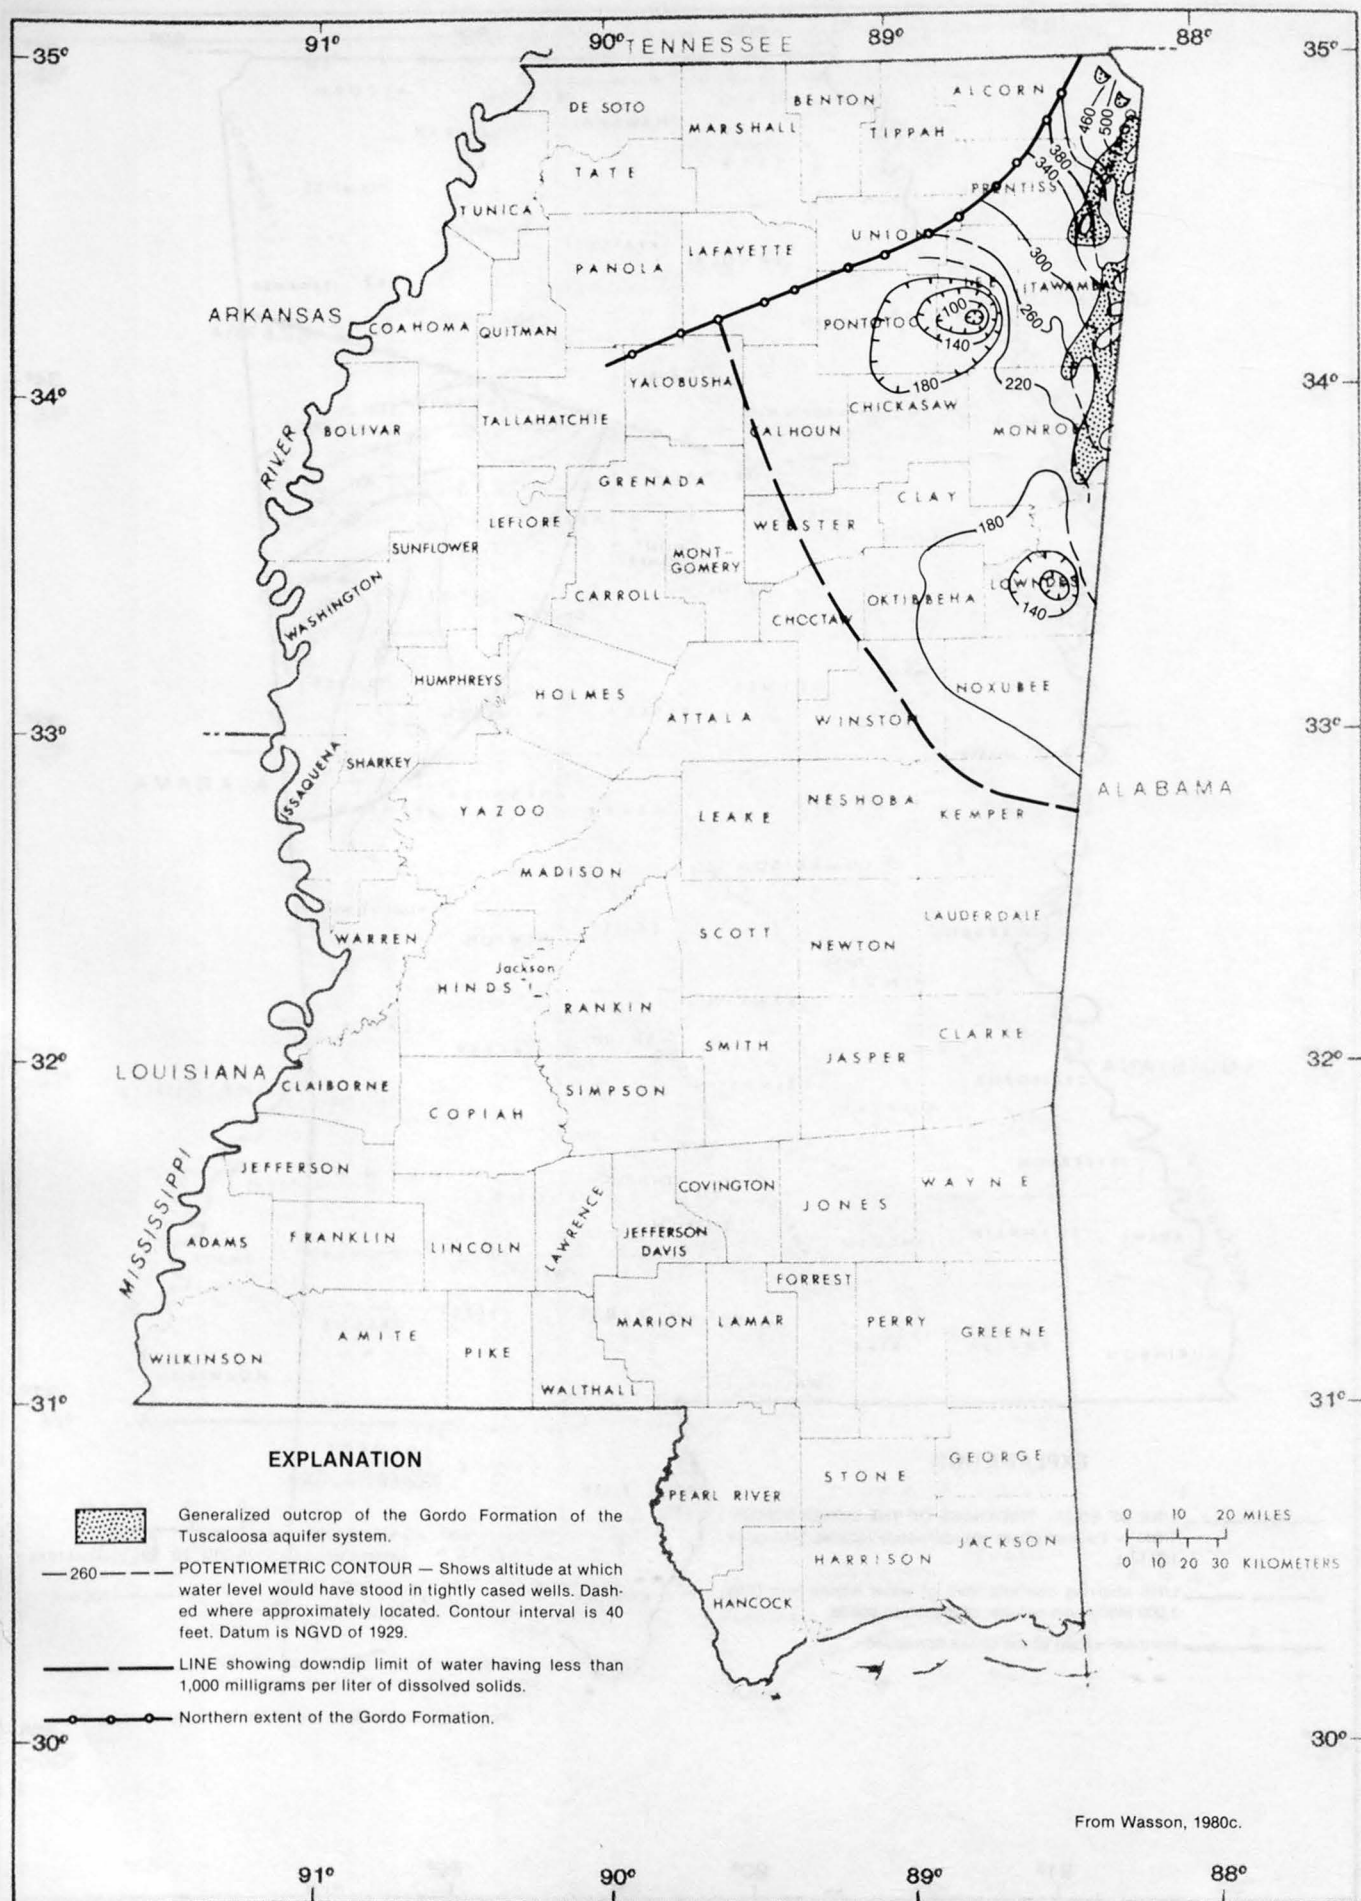 91° 90° 89° 88°
35° TENNESSEE 35°
DE SOTO
BENTON
ALCORN
MARSHALL
TIPPAH
460
500
TATE
380
340
PRENTISS
TUNICA
UNION
LAFAYETTE
PANOLA
300
LEE
ITAWAMBA
ARKANSAS
COAHOMA
QUITMAN
PONTOTOC
100
260
140
YALOBUSHA
180
220
34° 34°
CHICKASAW
TALLAHATCHIE
BOLIVAR
CALHOUN
MONROE
RIVER
GRENADA
CLAY
LEFLORE
WEBSTER
180
SUNFLOWER
MONT-
GOMERY
LOWNDES
WASHINGTON
CARROLL
OKTIBBEHA
140
CHOCTAW
HUMPHREYS
HOLMES
NOXUBEE
ATTALA
WINSTON
33° 33°
SHARKEY
ISSAQUENA
ALABAMA
YAZOO
NESHOBA
LEAKE
KEMPER
MADISON
LAUDERDALE
WARREN
SCOTT
NEWTON
Jackson
HINDS
RANKIN
CLARKE
SMITH
JASPER
32° 32°
LOUISIANA
CLAIBORNE
SIMPSON
COPIAH
JEFFERSON
COVINGTON
WAYNE
LAWRENCE
JONES
MISSISSIPPI
ADAMS
FRANKLIN
LINCOLN
JEFFERSON
DAVIS
FORREST
MARION
LAMAR
PERRY
GREENE
AMITE
PIKE
WILKINSON
WALTHALL
31° 31°
EXPLANATION
GEORGE
STONE
PEARL RIVER
Generalized outcrop of the Gordo Formation of the
Tuscaloosa aquifer system.
0 10 20 MILES
0 10 20 30 KILOMETERS
JACKSON
HARRISON
HANCOCK
260
POTENTIOMETRIC CONTOUR — Shows altitude at which
water level would have stood in tightly cased wells. Dash-
ed where approximately located. Contour interval is 40
feet. Datum is NGVD of 1929.
LINE showing downdip limit of water having less than
1,000 milligrams per liter of dissolved solids.
Northern extent of the Gordo Formation.
30° 30°
From Wasson, 1980c.
91° 90° 89° 88°